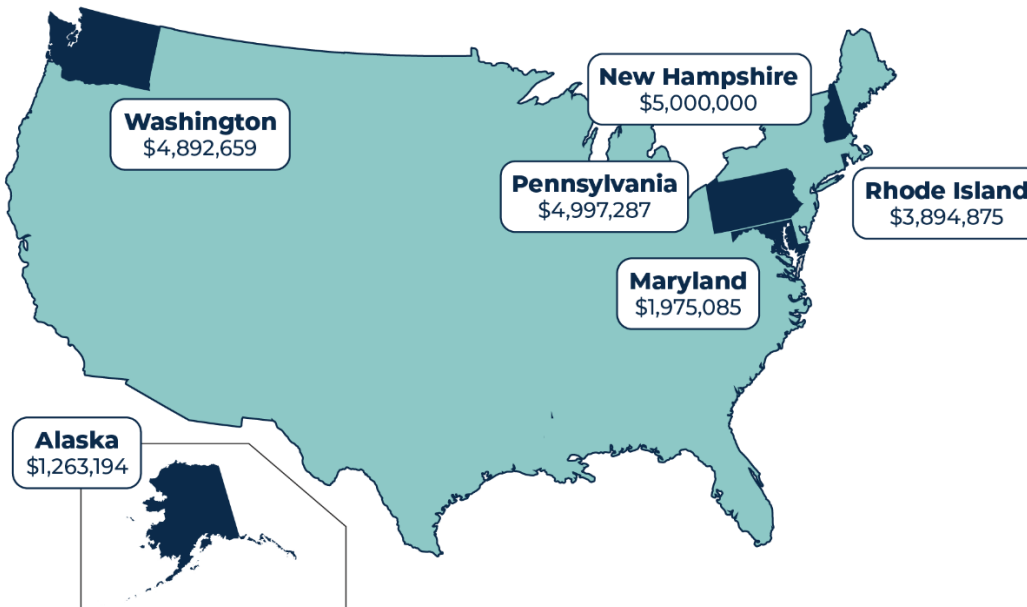 New Hampshire
$5,000,000
Washington
$4,892,659
Pennsylvania
$4,997,287
Rhode Island
$3,894,875
Maryland
$1,975,085
Alaska
$1,263,194